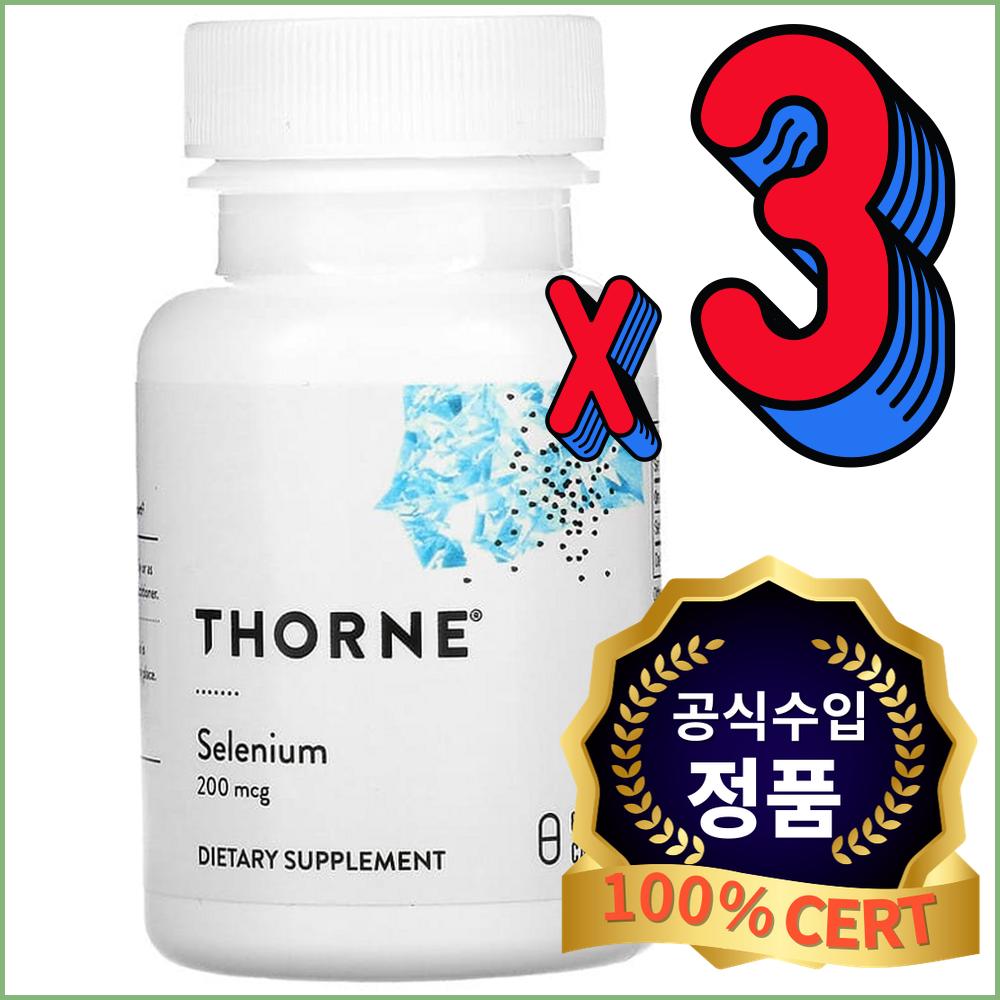 x 3
THORNE®
Selenium
200 mcg
DIETARY SUPPLEMENT
공식수입
정품
100% CERT